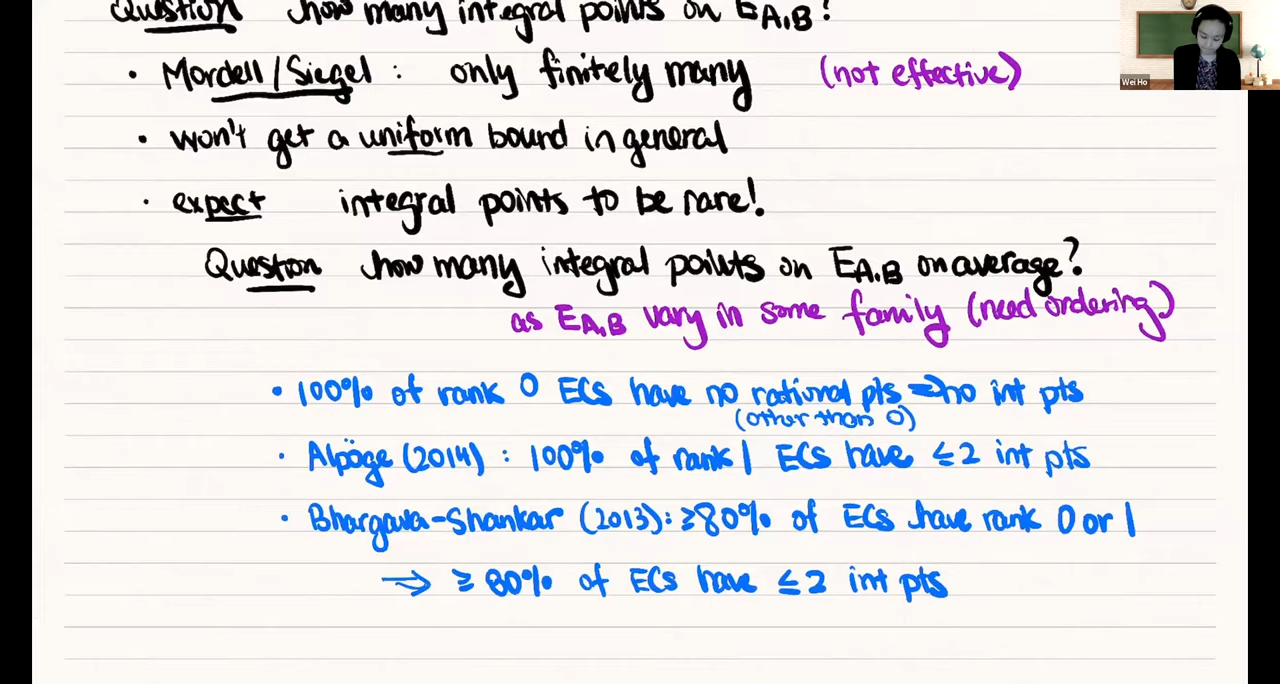 Question how many integral points on E_{A,B}?
• Mordell/Siegel : only finitely many (not effective)
• won't get a uniform bound in general
• expect integral points to be rare!
Question how many integral points on E_{A,B} on average?
as E_{A,B} vary in some family (need ordering)
• 100% of rank 0 ECs have no rational pts ⇒ no int pts
(other than O)
• Alpöge (2014) : 100% of rank 1 ECs have ≤ 2 int pts
• Bhargava-Shankar (2013): ≥80% of ECs have rank 0 or 1
⇒ ≥ 80% of ECs have ≤ 2 int pts
Wei Ho